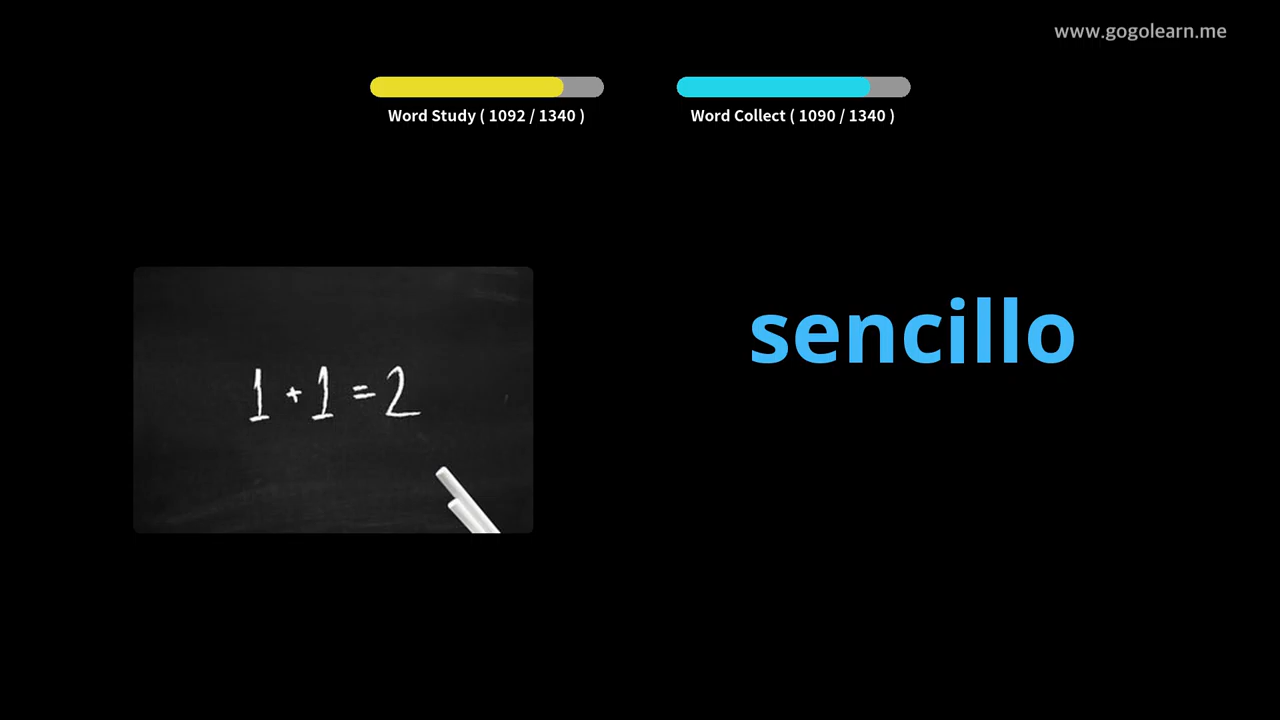 www.gogolearn.me
Word Study ( 1092 / 1340 )
Word Collect ( 1090 / 1340 )
1 + 1 = 2
sencillo